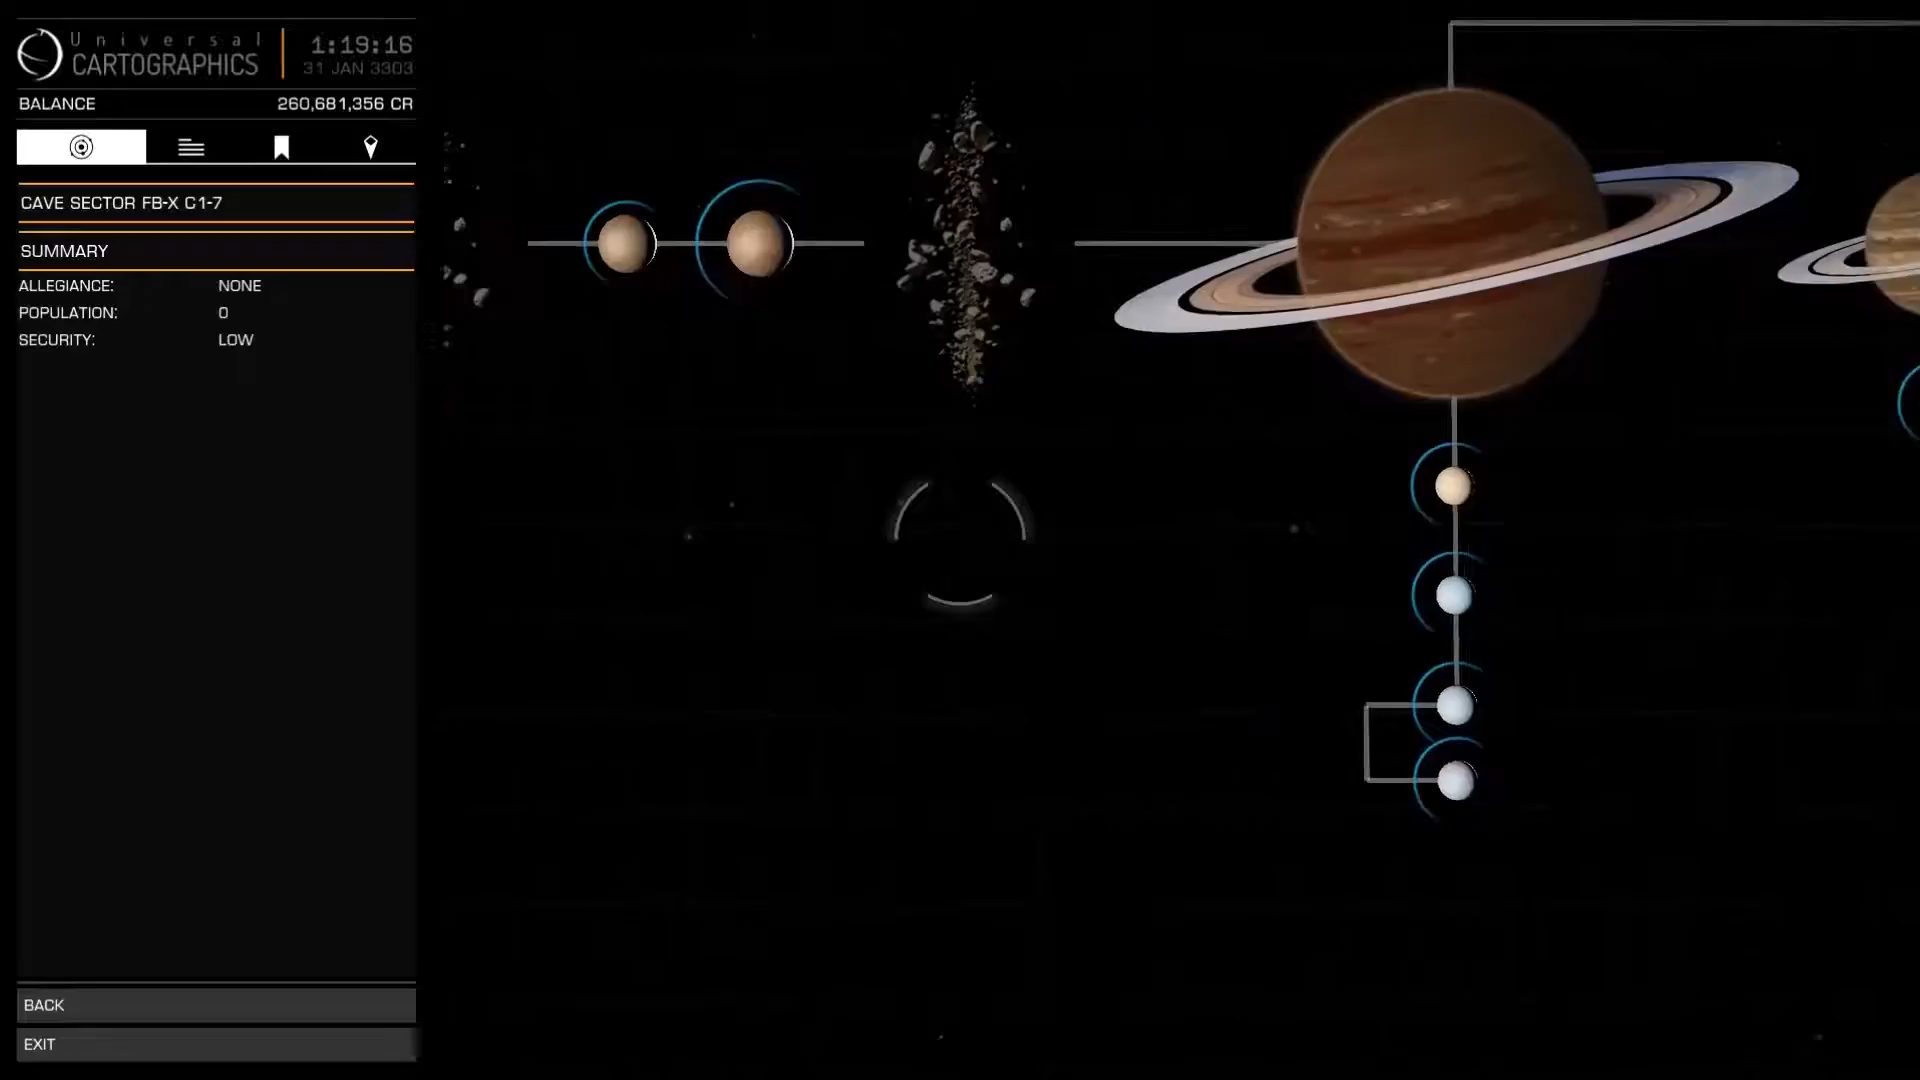 Universal
CARTOGRAPHICS
1:19:16
31 JAN 3303
BALANCE 260,681,356 CR
CAVE SECTOR FB-X C1-7
SUMMARY
ALLEGIANCE: NONE
POPULATION: 0
SECURITY: LOW
BACK
EXIT